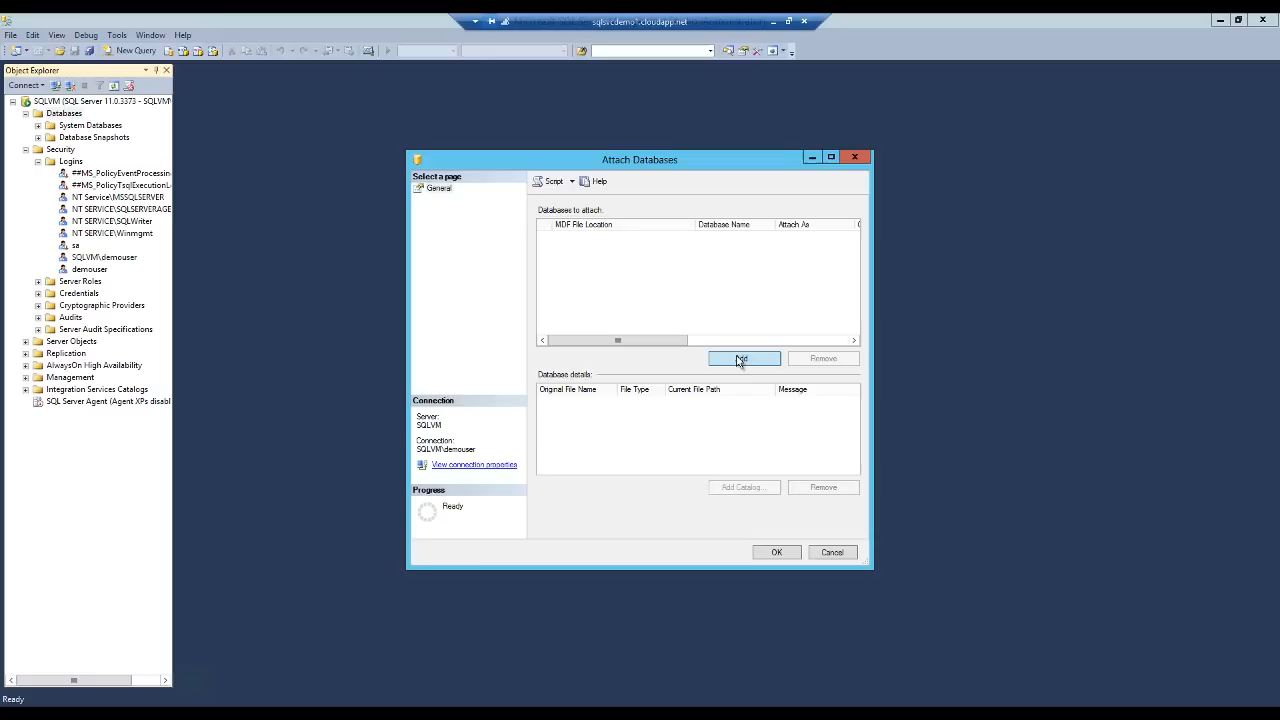 sqlsvcdemo1.cloudapp.net
File Edit View Debug Tools Window Help
New Query
Object Explorer
Connect
SQLVM (SQL Server 11.0.3373 - SQLVM
Databases
System Databases
Database Snapshots
Security
Logins
##MS_PolicyEventProcessin
##MS_PolicyTsqlExecutionL
NT Service\MSSQLSERVER
NT SERVICE\SQLSERVERAGE
NT SERVICE\SQLWriter
NT SERVICE\Winmgmt
sa
SQLVM\demouser
demouser
Server Roles
Credentials
Cryptographic Providers
Audits
Server Audit Specifications
Server Objects
Replication
AlwaysOn High Availability
Management
Integration Services Catalogs
SQL Server Agent (Agent XPs disabl
Ready
Attach Databases
Select a page
General
Script Help
Databases to attach:
MDF File Location Database Name Attach As
Remove
Database details:
Original File Name File Type Current File Path Message
Add Catalog... Remove
Connection
Server:
SQLVM
Connection:
SQLVM\demouser
View connection properties
Progress
Ready
OK Cancel